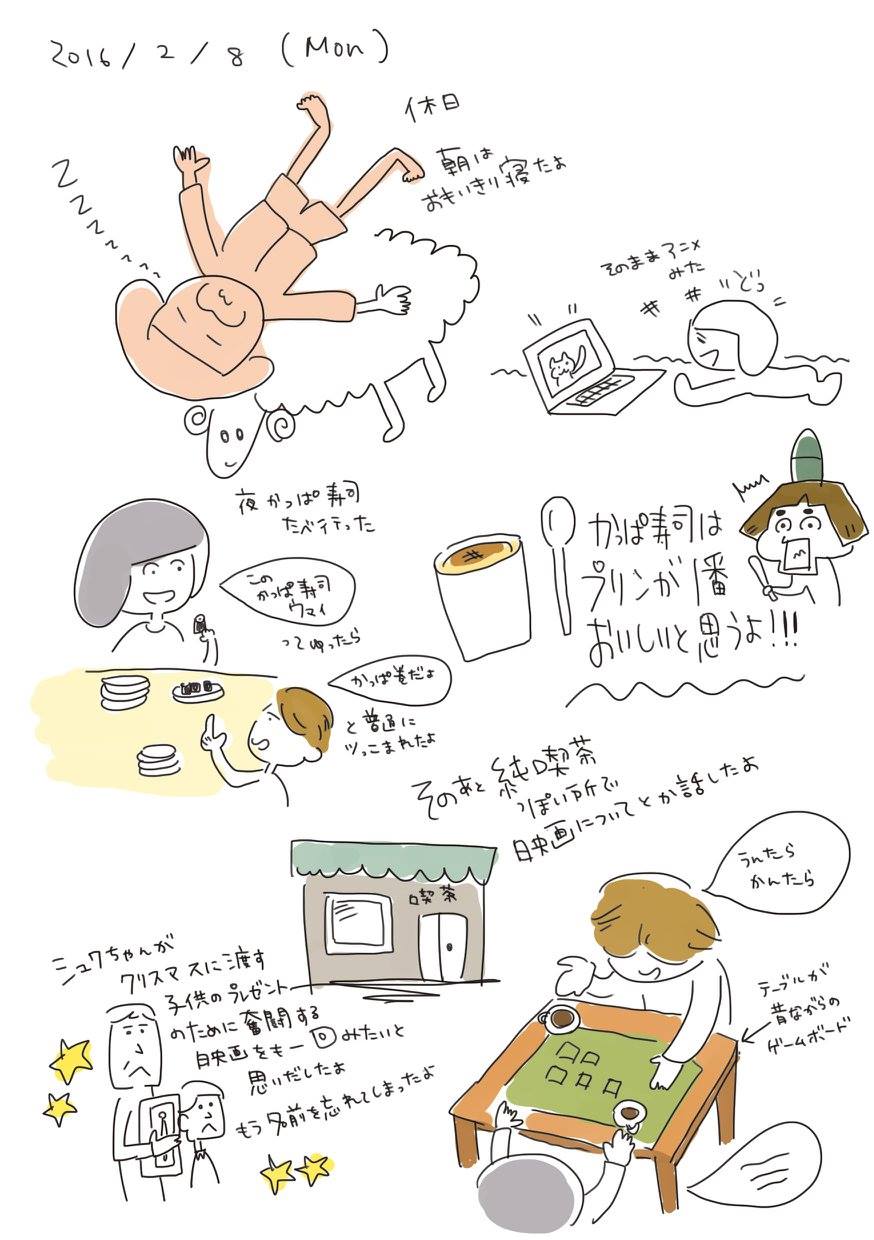 2016/2/8 (Mon)
休日
朝は
おもいきり寝たよ
ZZZZZ
そのままアニメ
みた
どっ
夜かっぱ寿司
たべ行った
この
かっぱ寿司
ウマイ
ってゆったら
かっぱ巻だよ
と普通に
ツっこまれたよ
かっぱ寿司は
プリンが1番
おいしいと思うよ!!!
そのあと純喫茶
っぽい所で
映画についてとか話したよ
喫茶
うんたら
かんたら
テーブルが
昔ながらの
ゲームボード
シュワちゃんが
クリスマスに渡す
子供のプレゼント
のために奮闘する
映画をもー回みたいと
思いだしたよ
もう名前を忘れてしまったよ